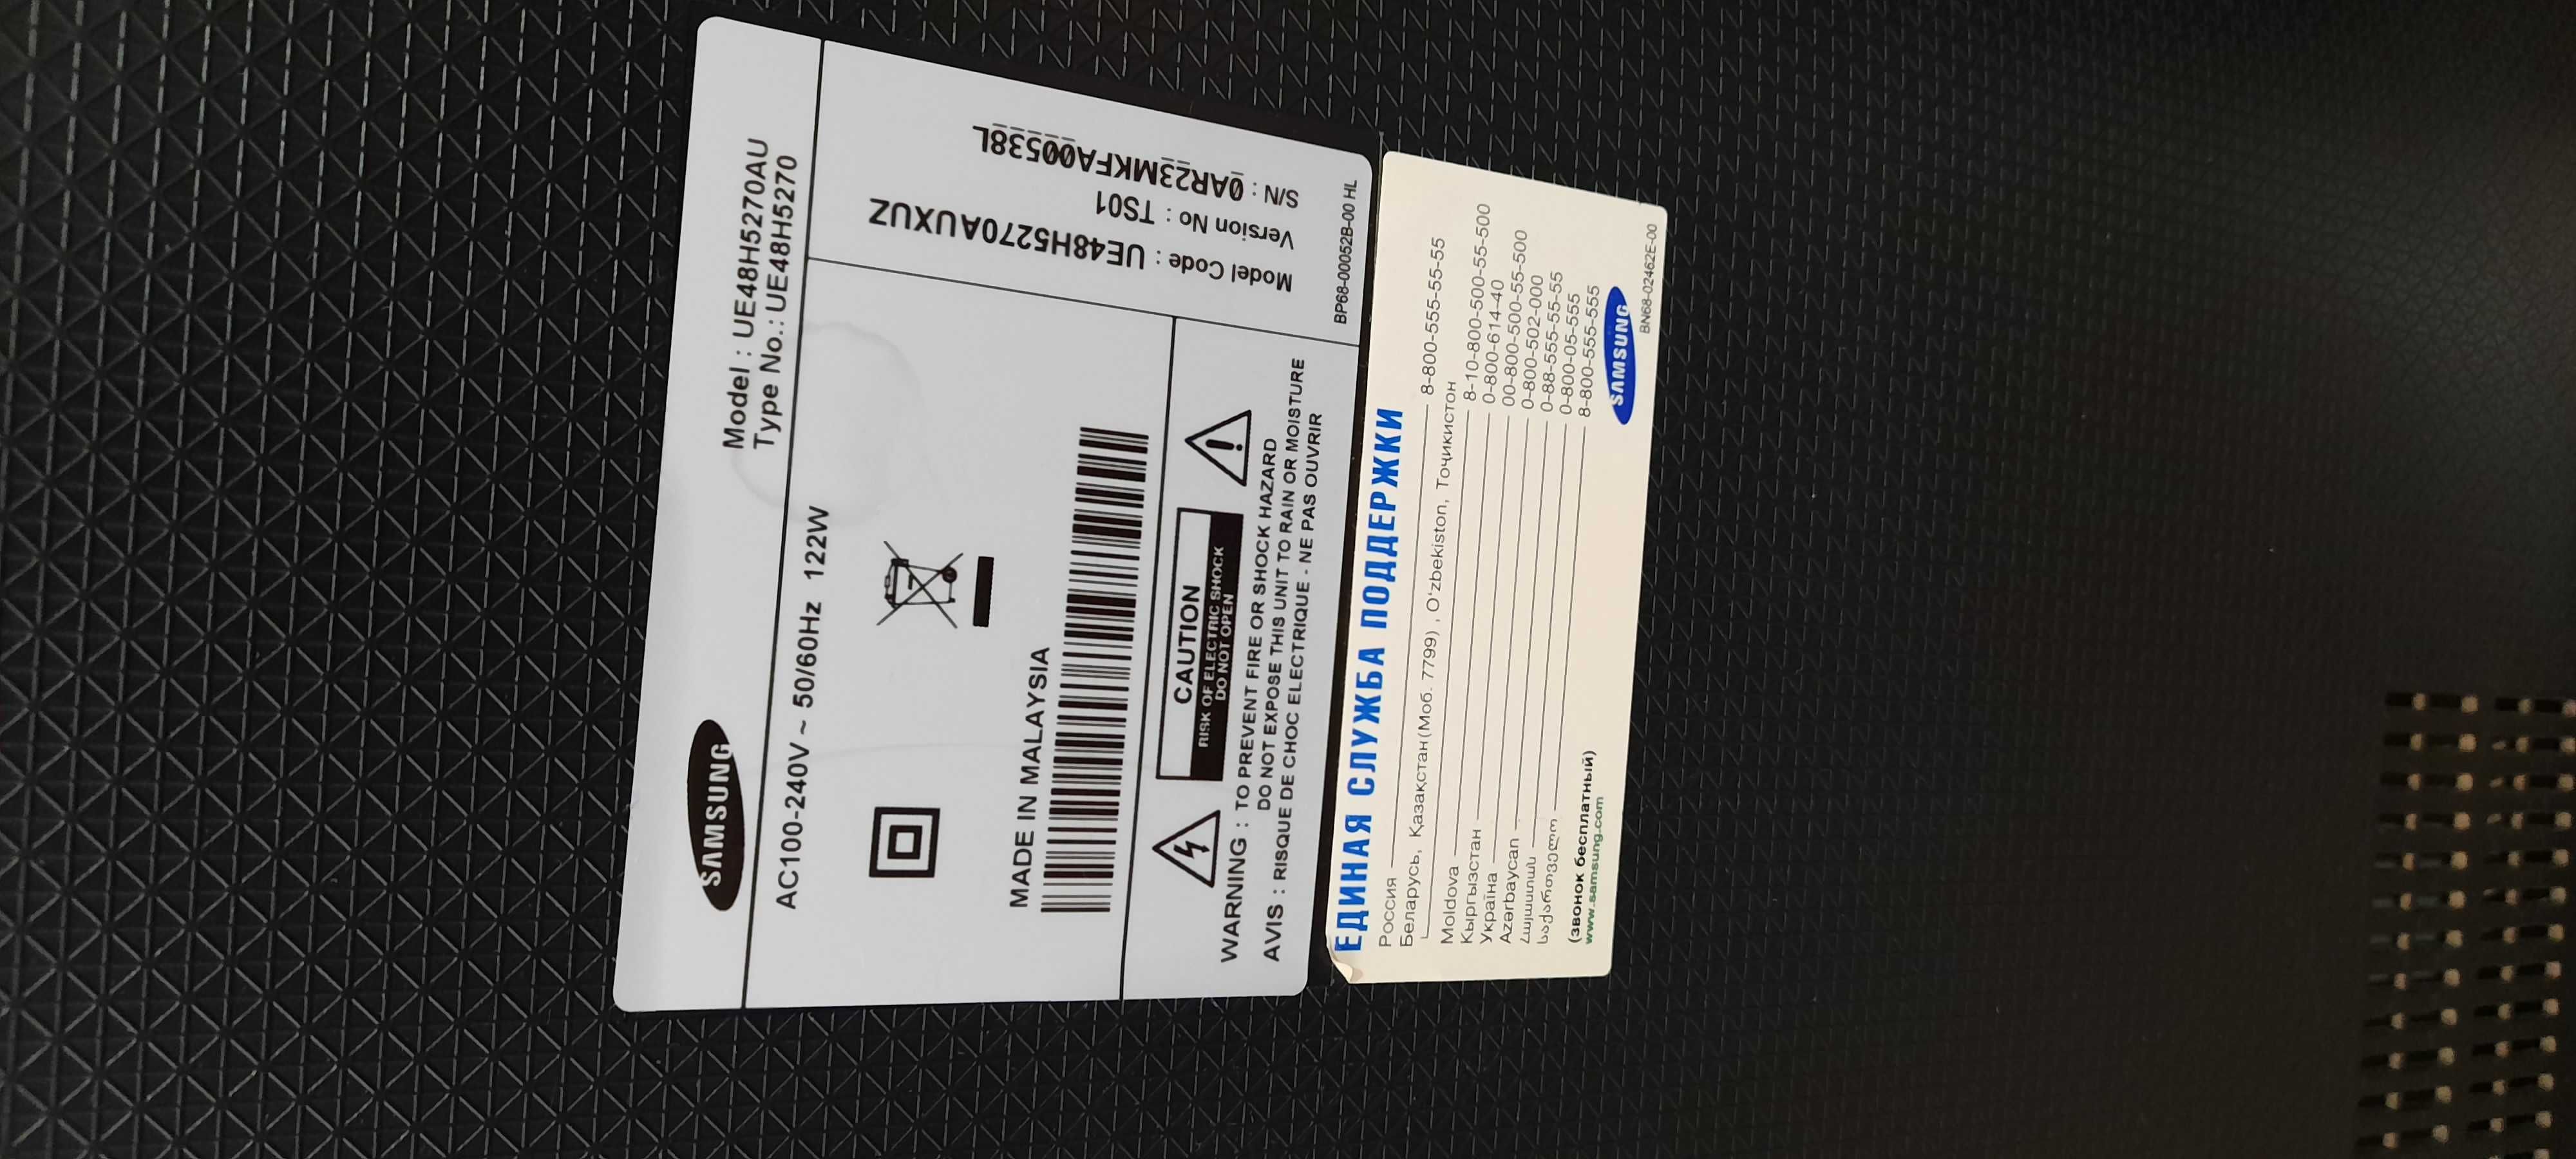 SAMSUNG
Model : UE48H5270AU
Type No.: UE48H5270
AC100-240V ~ 50/60Hz 122W
MADE IN MALAYSIA
Model Code : UE48H5270AUXUZ
Version No : TS01
S/N : 0AR23MKFA00538L
CAUTION
RISK OF ELECTRIC SHOCK
DO NOT OPEN
WARNING : TO PREVENT FIRE OR SHOCK HAZARD
DO NOT EXPOSE THIS UNIT TO RAIN OR MOISTURE
AVIS : RISQUE DE CHOC ELECTRIQUE - NE PAS OUVRIR
BP68-00052B-00 HL
ЕДИНАЯ СЛУЖБА ПОДДЕРЖКИ
Россия 8-800-555-55-55
Беларусь, Қазақстан(Моб. 7799) , O'zbekiston, Тоҷикистон
8-10-800-500-55-500
Moldova 0-800-614-40
Кыргызстан 00-800-500-55-500
Україна 0-800-502-000
Azərbaycan 0-88-555-55-55
Հայաստան 0-800-05-555
საქართველო 8-800-555-555
(звонок бесплатный)
www.samsung.com
SAMSUNG
BN68-02462E-00